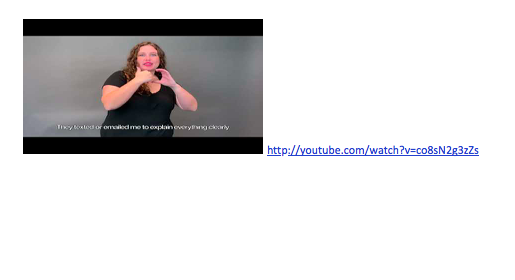 They texted or emailed me to explain everything clearly
http://youtube.com/watch?v=co8sN2g3zZs